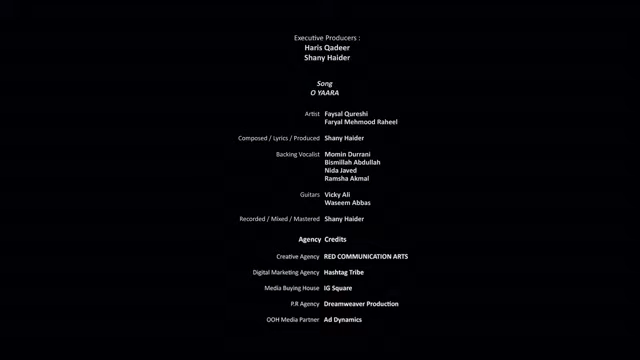 Executive Producers :
Haris Qadeer
Shany Haider
Song
O YAARA
Artist Faysal Qureshi
Faryal Mehmood Raheel
Composed / Lyrics / Produced Shany Haider
Backing Vocalist Momin Durrani
Bismillah Abdullah
Nida Javed
Ramsha Akmal
Guitars Vicky Ali
Waseem Abbas
Recorded / Mixed / Mastered Shany Haider
Agency Credits
Creative Agency RED COMMUNICATION ARTS
Digital Marketing Agency Hashtag Tribe
Media Buying House IG Square
P.R Agency Dreamweaver Production
OOH Media Partner Ad Dynamics